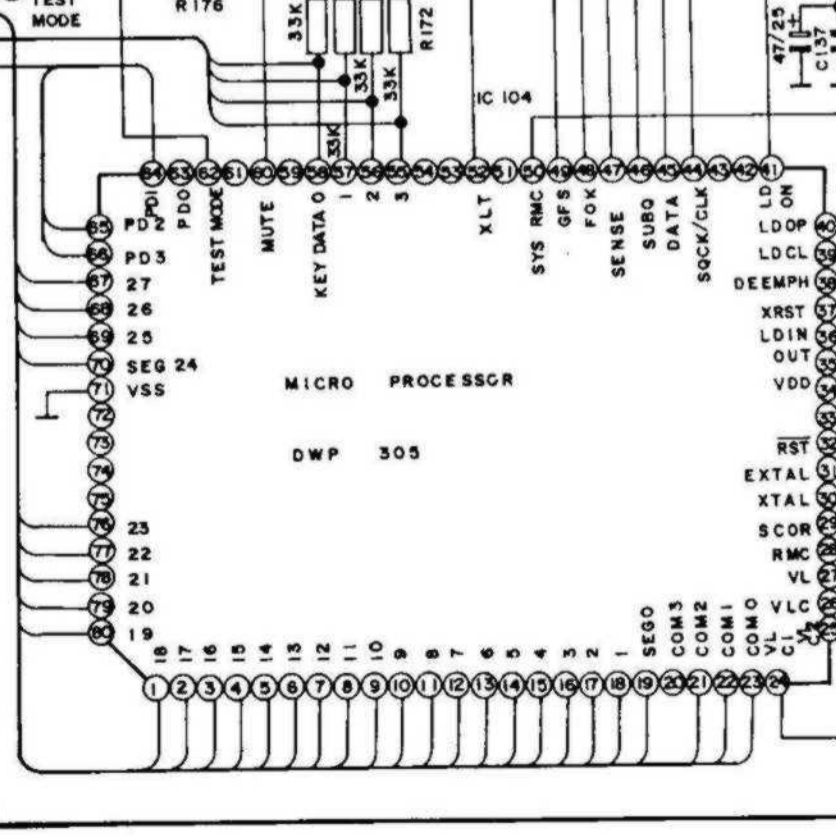 TEST
MODE
R176
33K
33K
33K
33K
R172
47/25
+
C137
IC 104
64 63 62 61 60 59 58 57 56 55 54 53 52 51 50 49 48 47 46 45 44 43 42 41
PD1
PD0
TEST MODE
MUTE
KEY DATA 0
1
2
3
XLT
SYS RMC
GFS
FOK
SENSE
SUBQ
DATA
SQCK/CLK
LD ON
65 PD2
66 PD3
67 27
68 26
69 25
70 SEG 24
71 VSS
72
73
74
75
76 23
77 22
78 21
79 20
80 19
MICRO PROCESSOR
DWP 305
LDOP 40
LDCL 39
DEEMPH 38
XRST 37
LDIN 36
OUT 35
VDD 34
33
RST 32
EXTAL 31
XTAL 30
SCOR 29
RMC 28
VL 27
VLC 26
VL
C1
18
17
16
15
14
13
12
11
10
9
8
7
6
5
4
3
2
1
SEG0
COM3
COM2
COM1
COM0
1 2 3 4 5 6 7 8 9 10 11 12 13 14 15 16 17 18 19 20 21 22 23 24